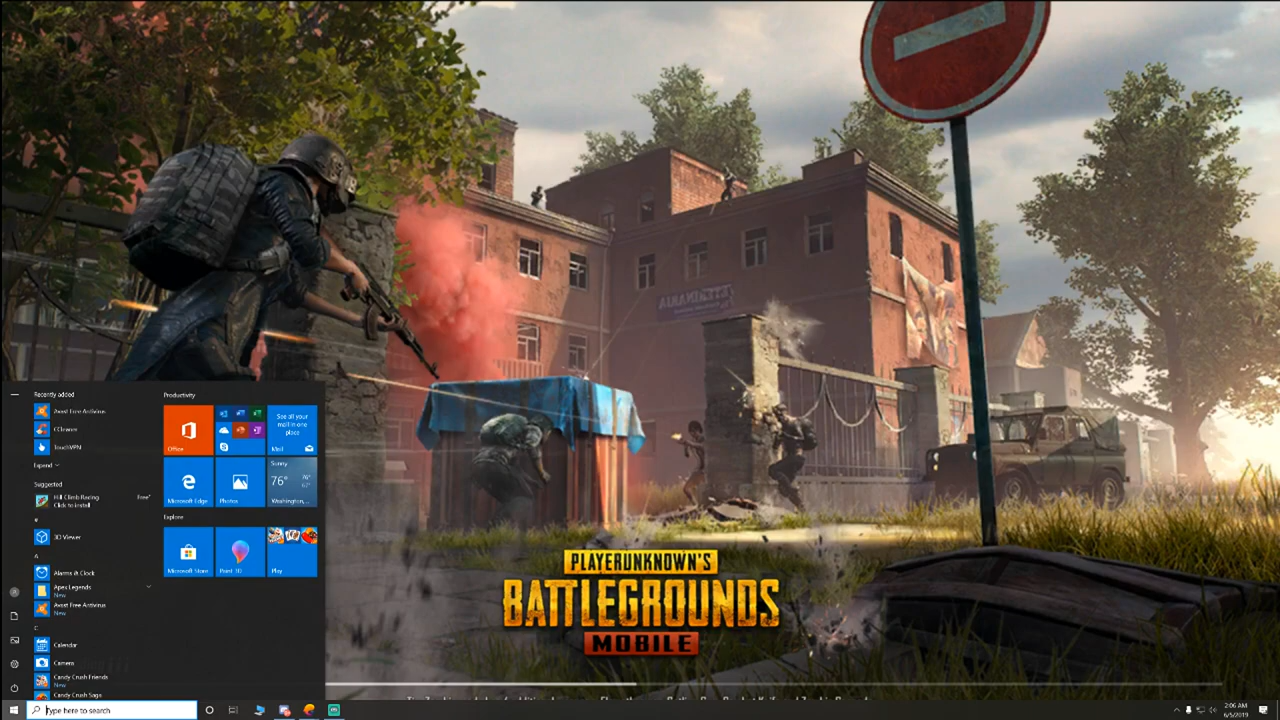 PLAYERUNKNOWN'S
BATTLEGROUNDS
MOBILE
Recently added
Avast Free Antivirus
CCleaner
TouchVPN
Expand
Suggested
Hill Climb Racing
Free*
Click to install
#
3D Viewer
A
Alarms & Clock
Apex Legends
New
Avast Free Antivirus
New
C
Calendar
Camera
Candy Crush Friends
New
Candy Crush Saga
Productivity
Office
See all your
mail in one
place
Mail
Microsoft Edge
Photos
Sunny
76°
76°
67°
Washington,...
Explore
Microsoft Store
Paint 3D
Play
Type here to search
2:06 AM
6/5/2019